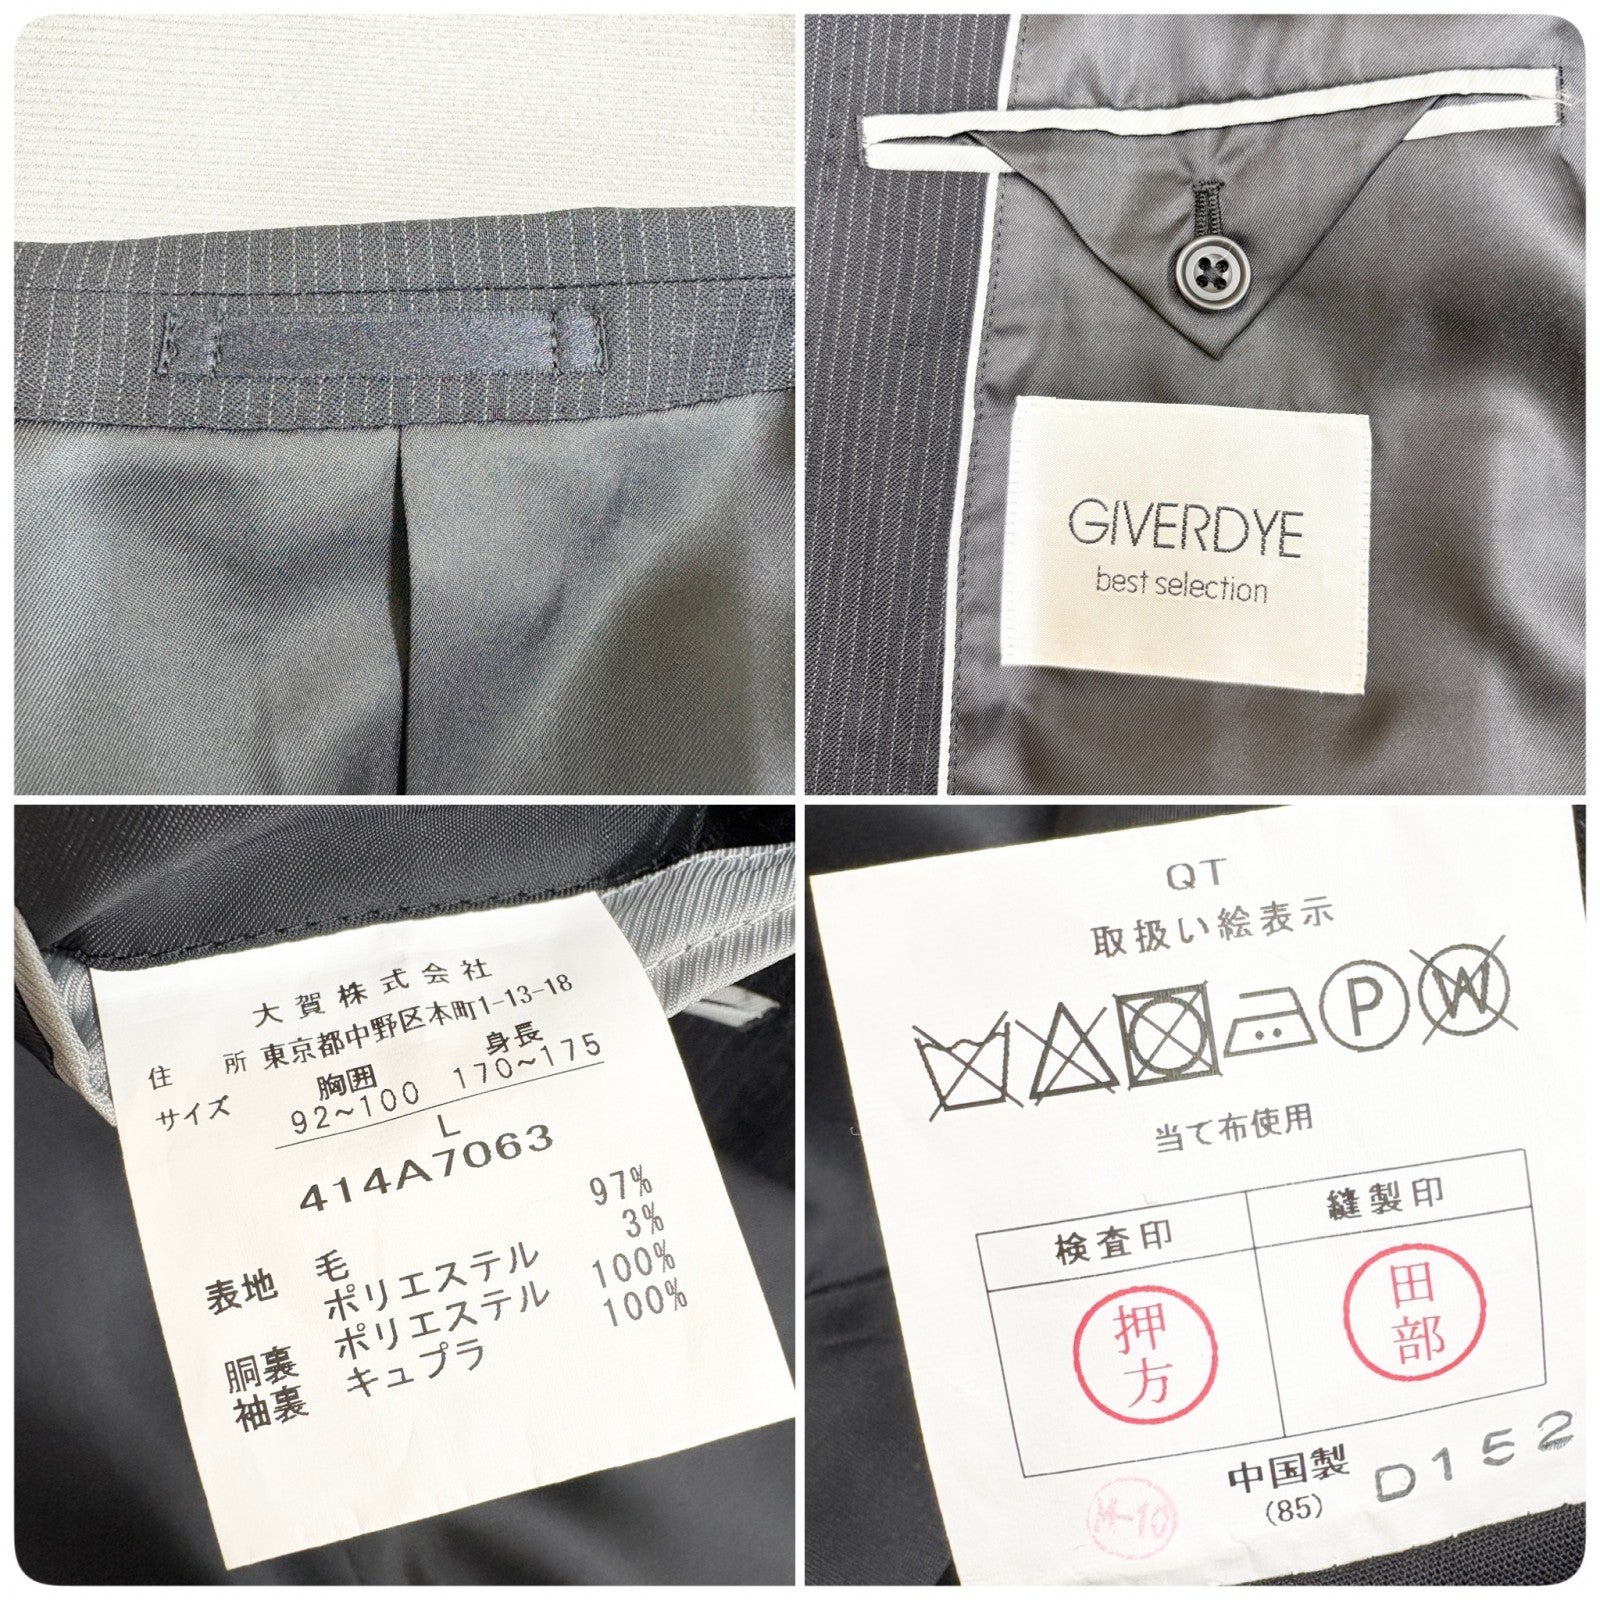 GIVERDYE
best selection
大賀株式会社
住所 東京都中野区本町1-13-18
胸囲 身長
サイズ 92~100 170~175
L
414A7063
表地 毛 97%
ポリエステル 3%
胴裏 ポリエステル 100%
袖裏 キュプラ 100%
QT
取扱い絵表示
P W
当て布使用
検査印 縫製印
押方 田部
中国製 D152
(85)
M-10